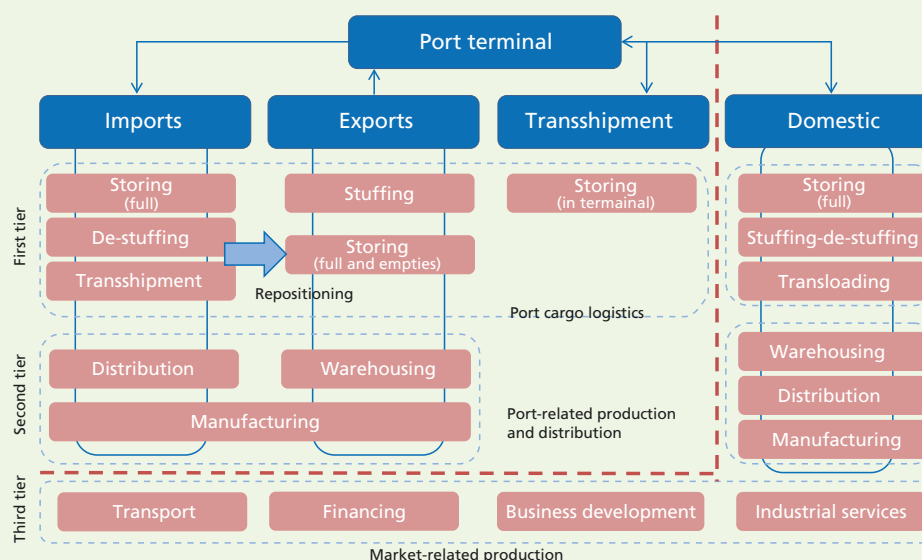 Port terminal
Imports
Exports
Transshipment
Domestic
First tier
Storing
(full)
De-stuffing
Transshipment
Repositioning
Stuffing
Storing
(full and empties)
Storing
(in termainal)
Port cargo logistics
Storing
(full)
Stuffing-de-stuffing
Transloading
Second tier
Distribution
Warehousing
Manufacturing
Port-related production
and distribution
Warehousing
Distribution
Manufacturing
Third tier
Transport
Financing
Business development
Industrial services
Market-related production